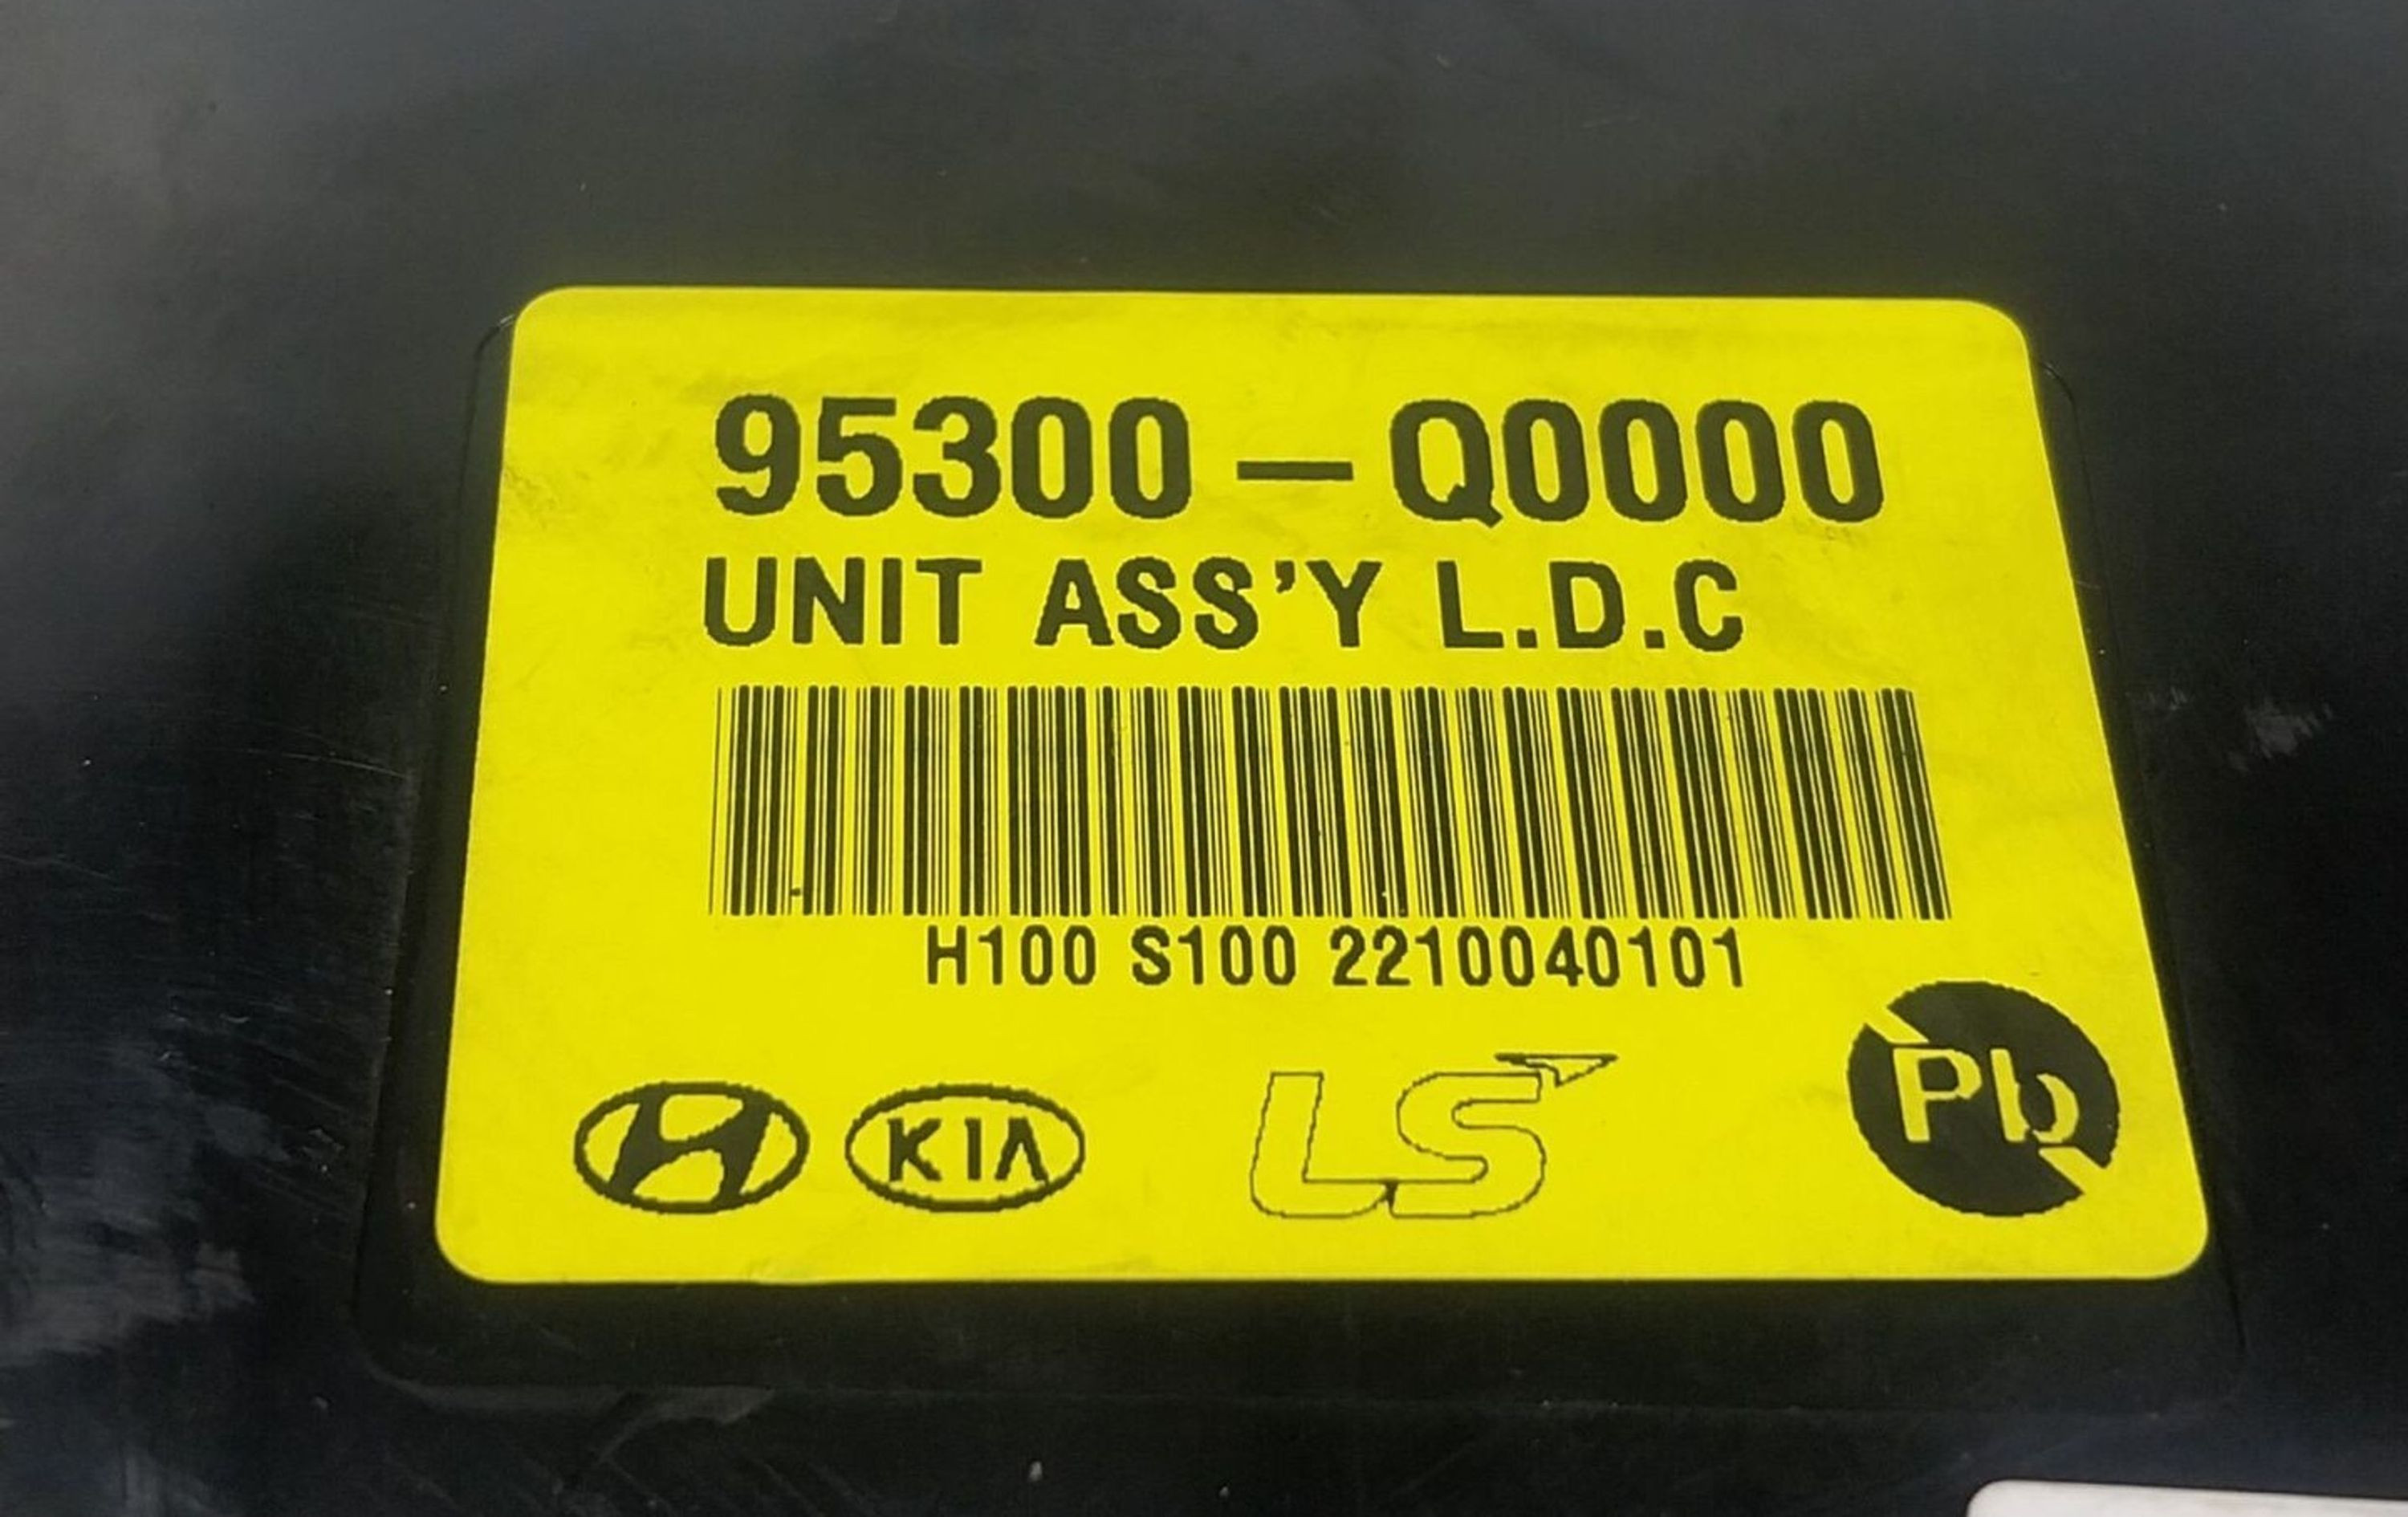 95300-Q0000
UNIT ASS'Y L.D.C
H100 S100 2210040101
KIA LS Pb